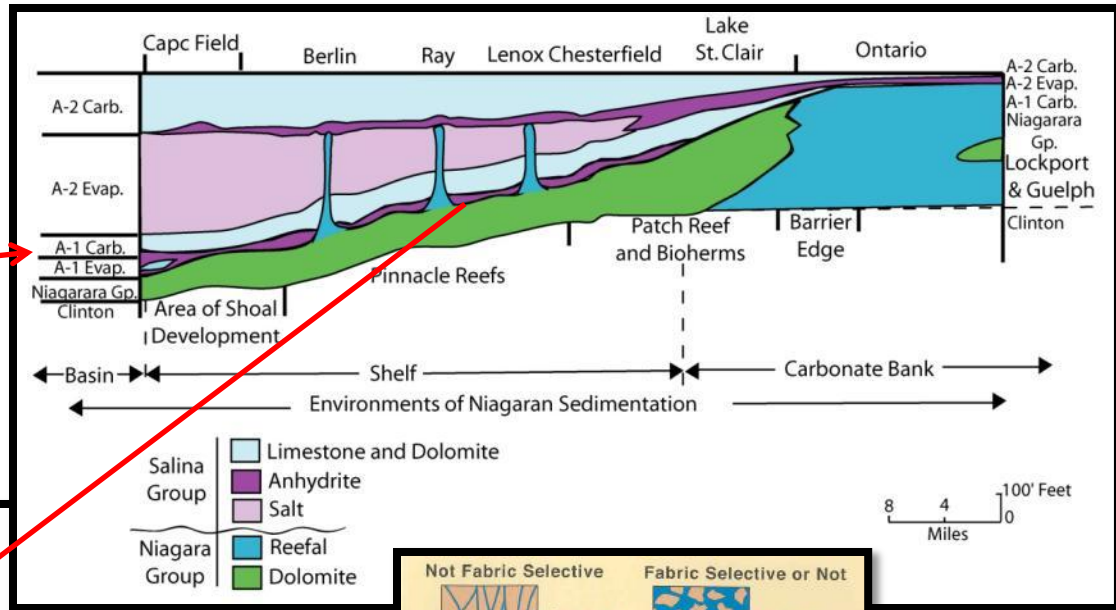 Capc Field
Berlin
Ray
Lenox Chesterfield
Lake
St. Clair
Ontario
A-2 Carb.
A-2 Evap.
A-1 Carb.
A-1 Evap.
Niagarara Gp.
Clinton
A-2 Carb.
A-2 Evap.
A-1 Carb.
Niagarara
Gp.
Lockport
& Guelph
Clinton
Area of Shoal
Development
Pinnacle Reefs
Patch Reef
and Bioherms
Barrier
Edge
Basin
Shelf
Carbonate Bank
Environments of Niagaran Sedimentation
Salina
Group
Limestone and Dolomite
Anhydrite
Salt
Niagara
Group
Reefal
Dolomite
100' Feet
0
8 4
Miles
Not Fabric Selective
Fabric Selective or Not